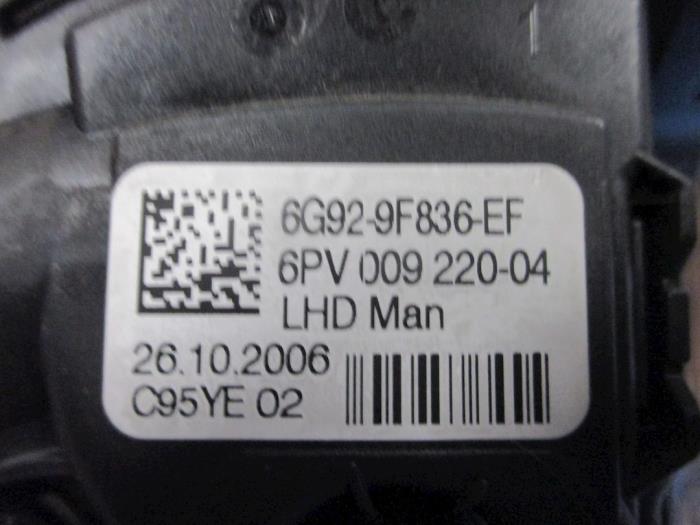 6G92-9F836-EF
6PV 009 220-04
LHD Man
26.10.2006
C95YE 02